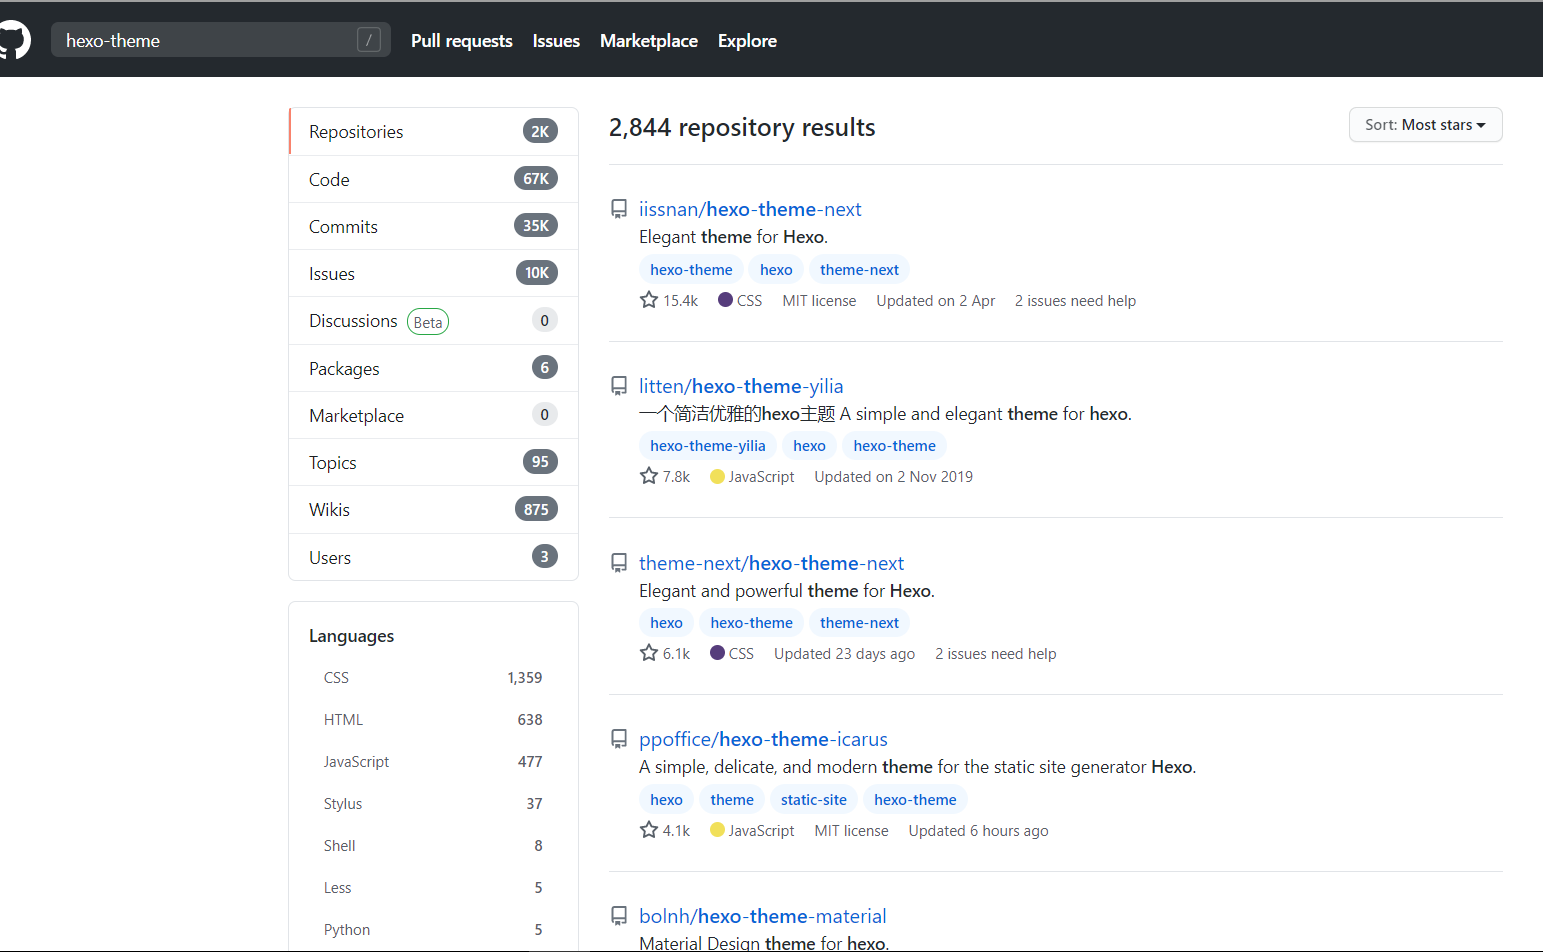 hexo-theme / Pull requests Issues Marketplace Explore
Repositories 2K
Code 67K
Commits 35K
Issues 10K
Discussions Beta 0
Packages 6
Marketplace 0
Topics 95
Wikis 875
Users 3
Languages
CSS 1,359
HTML 638
JavaScript 477
Stylus 37
Shell 8
Less 5
Python 5
2,844 repository results
Sort: Most stars
iissnan/hexo-theme-next
Elegant theme for Hexo.
hexo-theme hexo theme-next
15.4k CSS MIT license Updated on 2 Apr 2 issues need help
litten/hexo-theme-yilia
一个简洁优雅的hexo主题 A simple and elegant theme for hexo.
hexo-theme-yilia hexo hexo-theme
7.8k JavaScript Updated on 2 Nov 2019
theme-next/hexo-theme-next
Elegant and powerful theme for Hexo.
hexo hexo-theme theme-next
6.1k CSS Updated 23 days ago 2 issues need help
ppoffice/hexo-theme-icarus
A simple, delicate, and modern theme for the static site generator Hexo.
hexo theme static-site hexo-theme
4.1k JavaScript MIT license Updated 6 hours ago
bolnh/hexo-theme-material
Material Design theme for hexo.